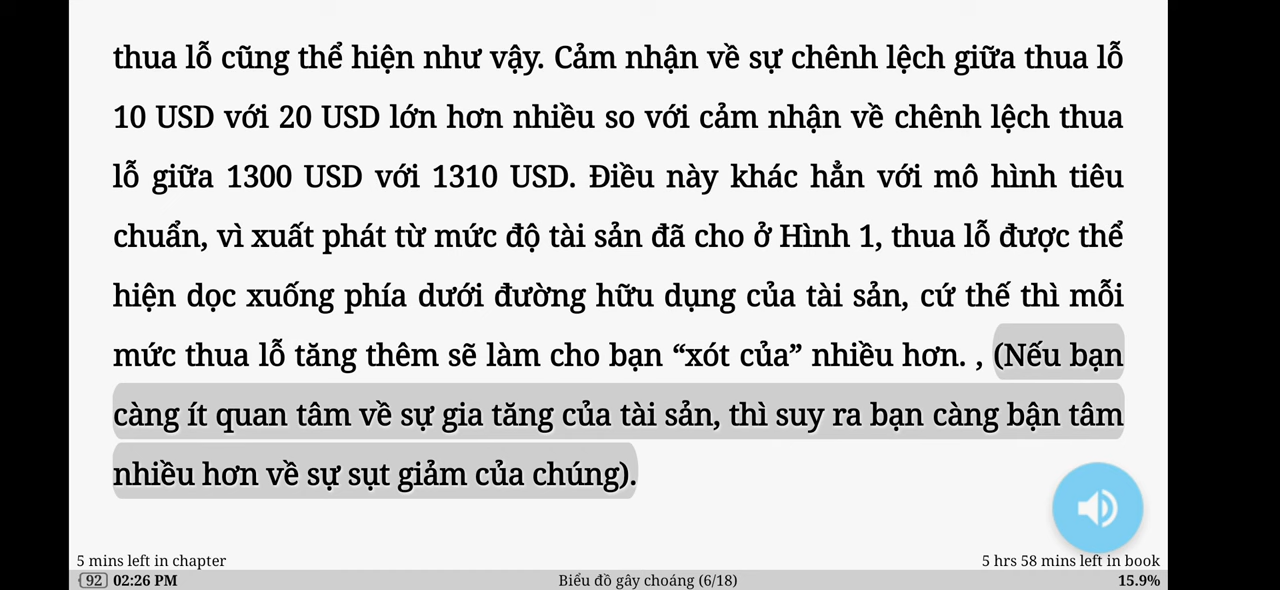 thua lỗ cũng thể hiện như vậy. Cảm nhận về sự chênh lệch giữa thua lỗ
10 USD với 20 USD lớn hơn nhiều so với cảm nhận về chênh lệch thua
lỗ giữa 1300 USD với 1310 USD. Điều này khác hẳn với mô hình tiêu
chuẩn, vì xuất phát từ mức độ tài sản đã cho ở Hình 1, thua lỗ được thể
hiện dọc xuống phía dưới đường hữu dụng của tài sản, cứ thế thì mỗi
mức thua lỗ tăng thêm sẽ làm cho bạn “xót của” nhiều hơn. , (Nếu bạn
càng ít quan tâm về sự gia tăng của tài sản, thì suy ra bạn càng bận tâm
nhiều hơn về sự sụt giảm của chúng).
5 mins left in chapter 5 hrs 58 mins left in book
92 02:26 PM Biểu đồ gây choáng (6/18) 15.9%